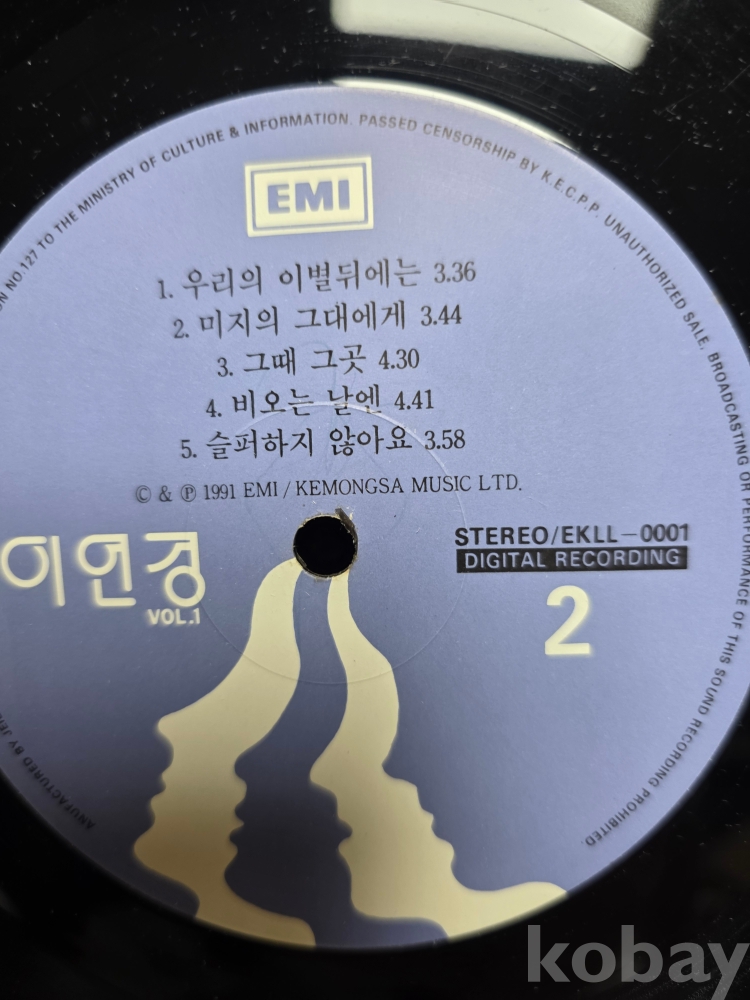 NO.127 TO THE MINISTRY OF CULTURE & INFORMATION. PASSED CENSORSHIP BY K.E.C.P.P. UNAUTHORIZED SALE, BROADCASTING OR PERFORMANCE OF THIS SOUND RECORDING PROHIBITED.
EMI
1. 우리의 이별뒤에는 3.36
2. 미지의 그대에게 3.44
3. 그때 그곳 4.30
4. 비오는 날엔 4.41
5. 슬퍼하지 않아요 3.58
© & ℗ 1991 EMI / KEMONGSA MUSIC LTD.
이연경
VOL.1
STEREO/EKLL-0001
DIGITAL RECORDING
2
kobay